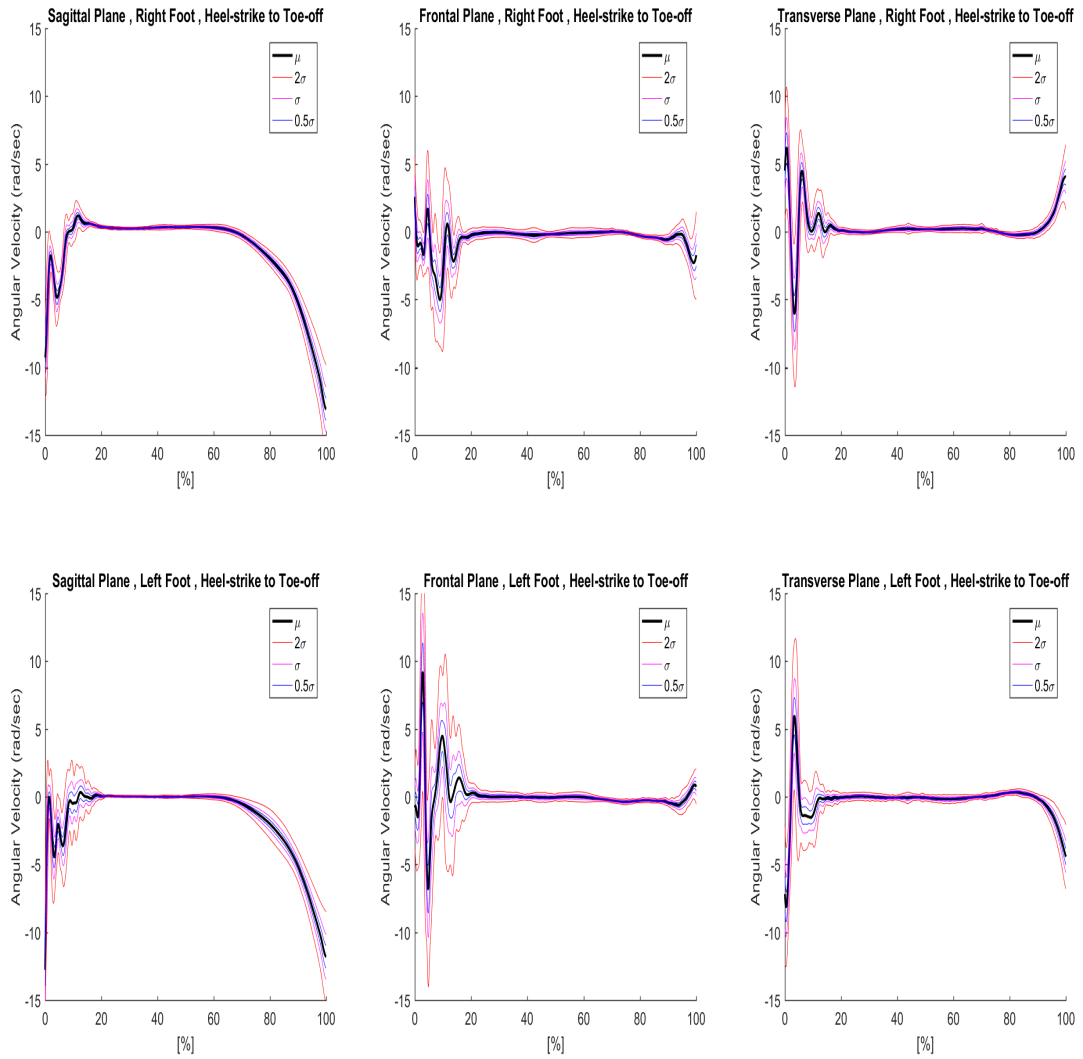 Sagittal Plane , Right Foot , Heel-strike to Toe-off
15
10
5
0
-5
-10
-15
Angular Velocity (rad/sec)
μ
2σ
σ
0.5σ
0 20 40 60 80 100
[%]
Frontal Plane , Right Foot , Heel-strike to Toe-off
15
10
5
0
-5
-10
-15
Angular Velocity (rad/sec)
μ
2σ
σ
0.5σ
0 20 40 60 80 100
[%]
Transverse Plane , Right Foot , Heel-strike to Toe-off
15
10
5
0
-5
-10
-15
Angular Velocity (rad/sec)
μ
2σ
σ
0.5σ
0 20 40 60 80 100
[%]
Sagittal Plane , Left Foot , Heel-strike to Toe-off
15
10
5
0
-5
-10
-15
Angular Velocity (rad/sec)
μ
2σ
σ
0.5σ
0 20 40 60 80 100
[%]
Frontal Plane , Left Foot , Heel-strike to Toe-off
15
10
5
0
-5
-10
-15
Angular Velocity (rad/sec)
μ
2σ
σ
0.5σ
0 20 40 60 80 100
[%]
Transverse Plane , Left Foot , Heel-strike to Toe-off
15
10
5
0
-5
-10
-15
Angular Velocity (rad/sec)
μ
2σ
σ
0.5σ
0 20 40 60 80 100
[%]